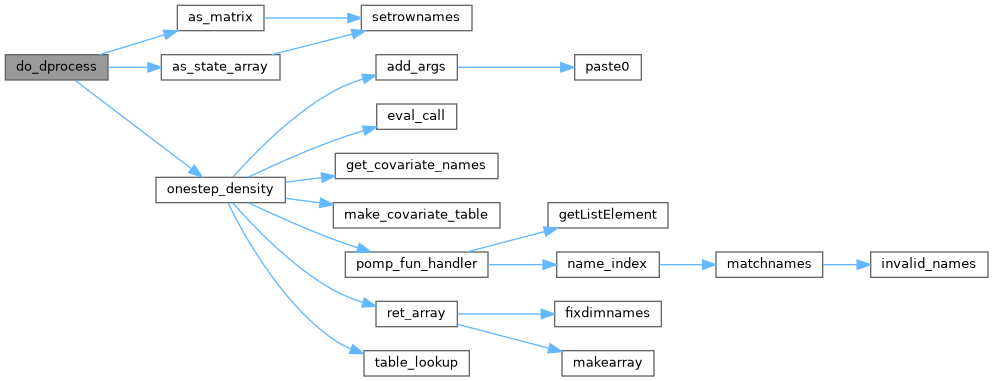 do_dprocess
as_matrix
setrownames
as_state_array
onestep_density
add_args
paste0
eval_call
get_covariate_names
make_covariate_table
pomp_fun_handler
getListElement
name_index
matchnames
invalid_names
ret_array
fixdimnames
makearray
table_lookup